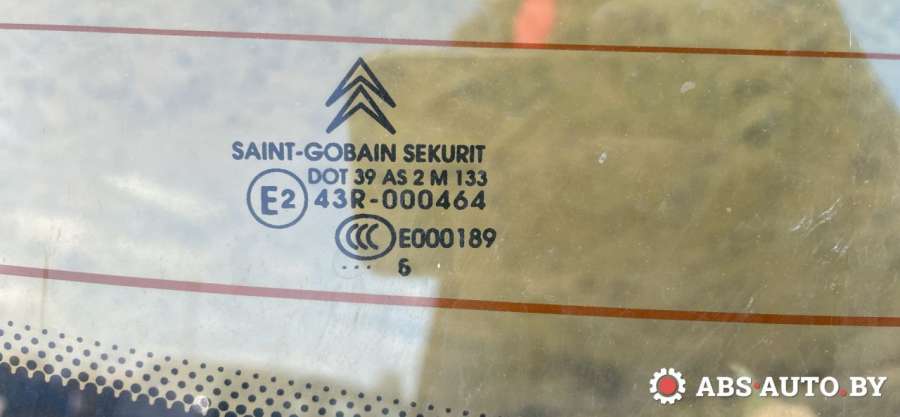 SAINT-GOBAIN SEKURIT
DOT 39 AS 2 M 133
E2 43R-000464
CCC E000189
... 6
ABS-AUTO.BY